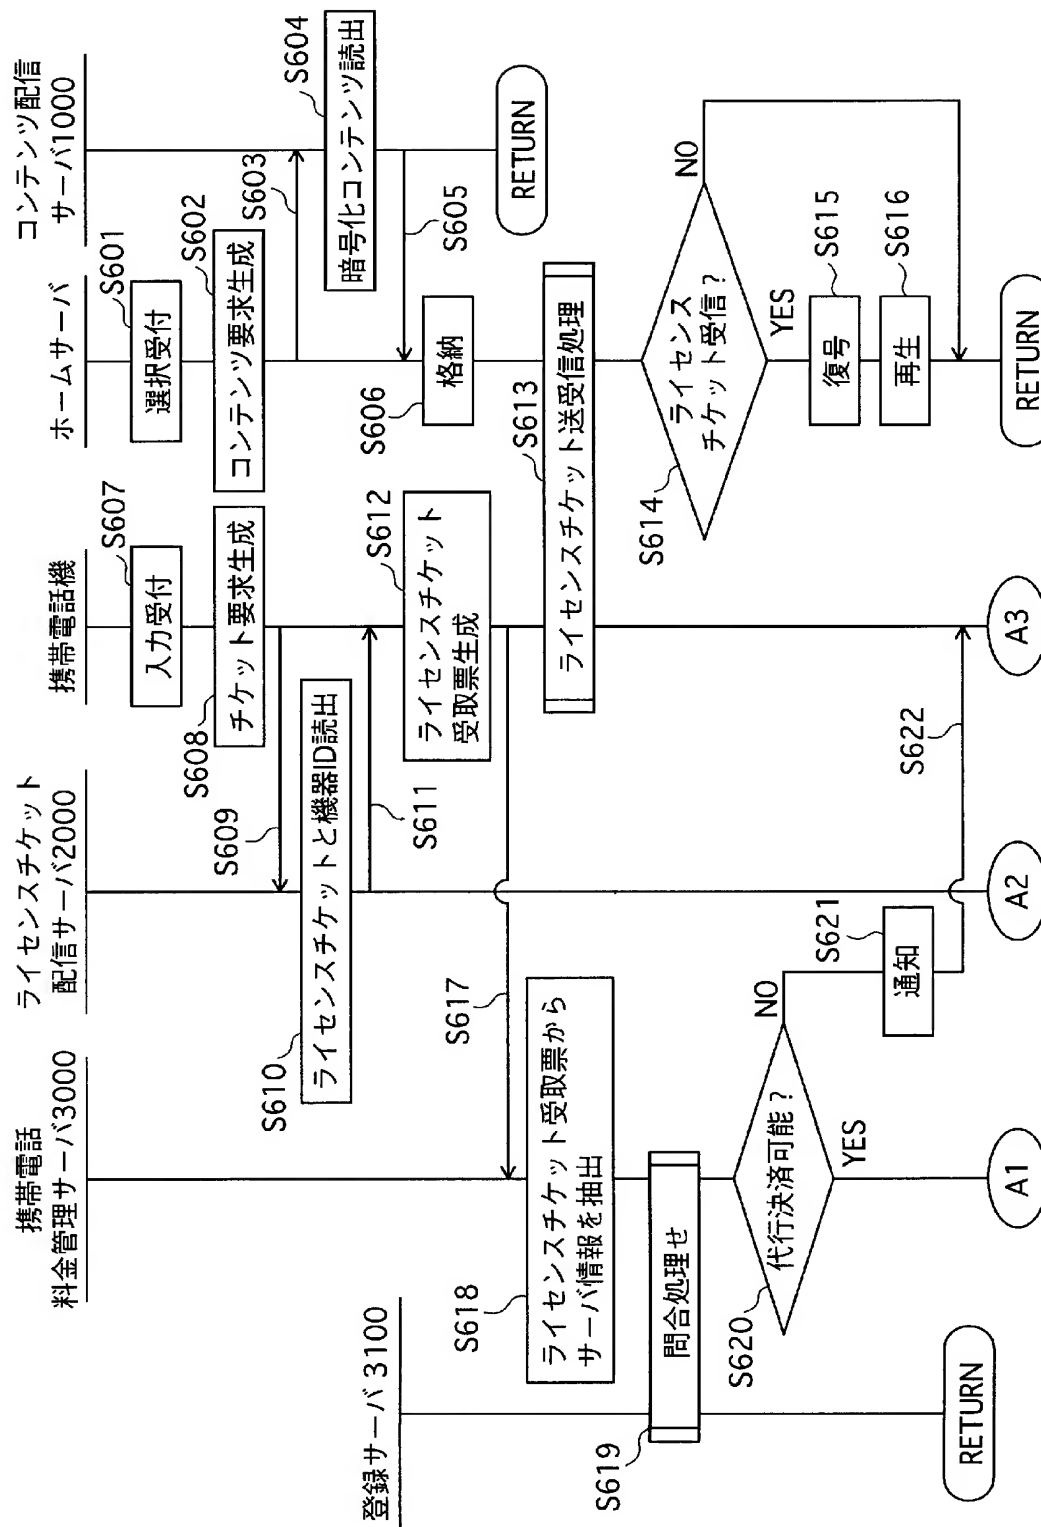 登録サーバ 3100
携帯電話
料金管理サーバ3000
ライセンスチケット
配信サーバ2000
携帯電話機
ホームサーバ
コンテンツ配信
サーバ1000
S607
入力受付
S601
選択受付
S608
チケット要求生成
S602
コンテンツ要求生成
S609
S603
S610
ライセンスチケットと機器ID読出
S604
暗号化コンテンツ読出
S611
S605
S612
ライセンスチケット
受取票生成
S606
格納
RETURN
S617
S613
ライセンスチケット送受信処理
S618
ライセンスチケット受取票から
サーバ情報を抽出
S619
問合処理せ
S614
ライセンス
チケット受信？
NO
YES
S620
代行決済可能？
NO
YES
S615
復号
S621
通知
S616
再生
S622
RETURN
A1
A2
A3
RETURN